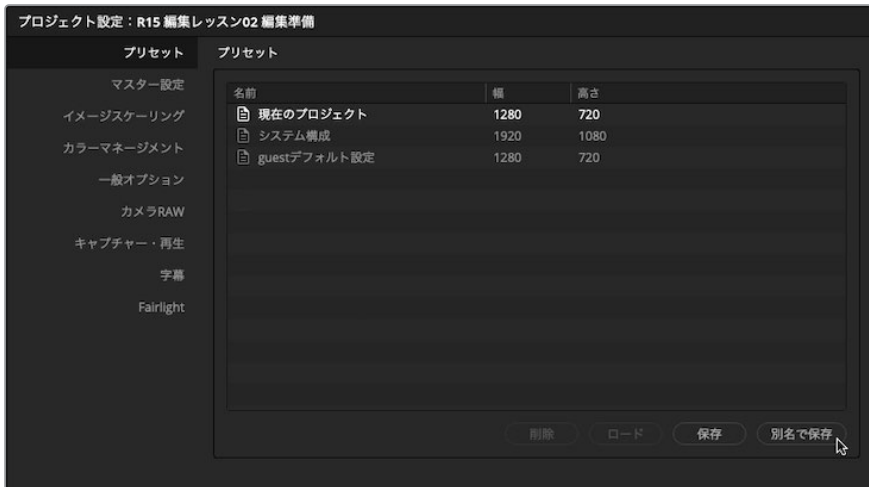 プロジェクト設定：R15 編集レッスン02 編集準備
プリセット
マスター設定
イメージスケーリング
カラーマネージメント
一般オプション
カメラRAW
キャプチャー・再生
字幕
Fairlight
プリセット
名前 幅 高さ
現在のプロジェクト 1280 720
システム構成 1920 1080
guestデフォルト設定 1280 720
削除 ロード 保存 別名で保存